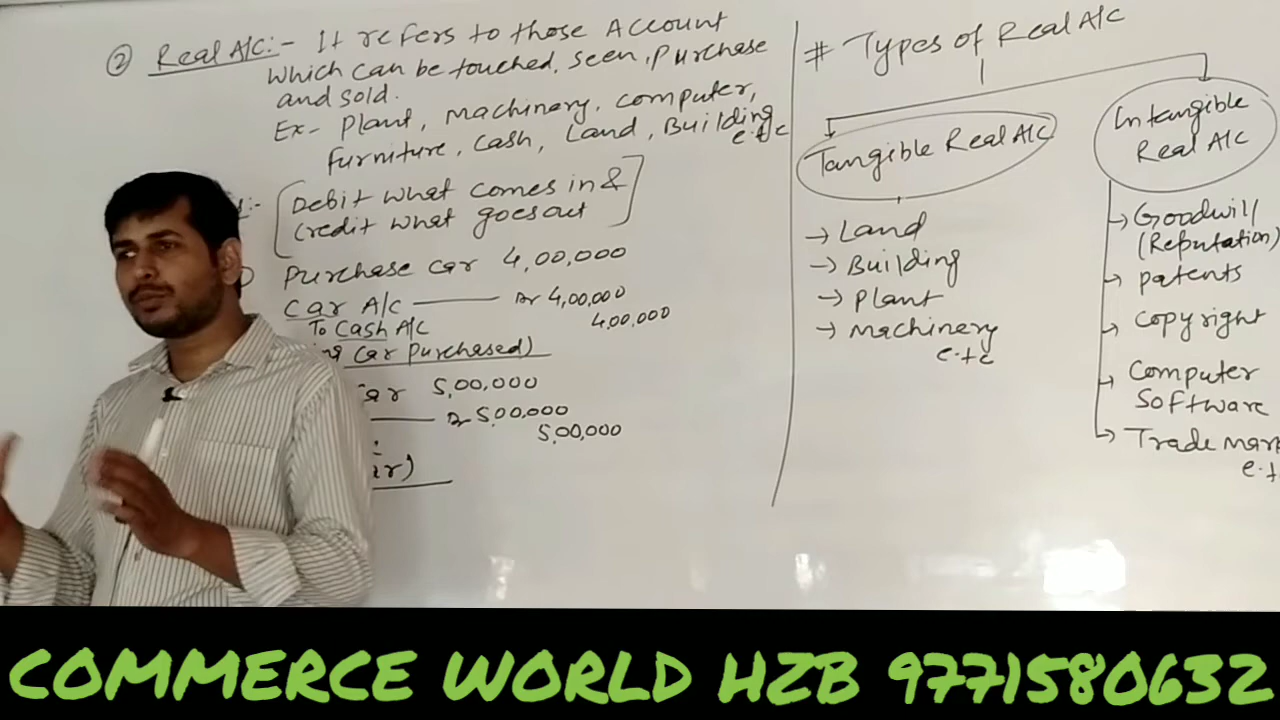 ② Real A/c:- It refers to those Account
which can be touched, seen, purchase
and sold.
Ex- Plant, machinery, computer,
furniture, cash, Land, Building
e.t.c
:- [Debit what comes in &
Credit what goes out]
Purchase car 4,00,000
Car A/c ——— Dr 4,00,000
To Cash A/c 4,00,000
car purchased)
5,00,000
——— Dr 5,00,000
5,00,000
# Types of Real A/c
Tangible Real A/c
→ Land
→ Building
→ Plant
→ Machinery
e.t.c
Intangible
Real A/c
→ Goodwill
(Reputation)
→ patents
→ copyright
→ Computer
Software
→ Trade mark
e.t
COMMERCE WORLD HZB 9771580632